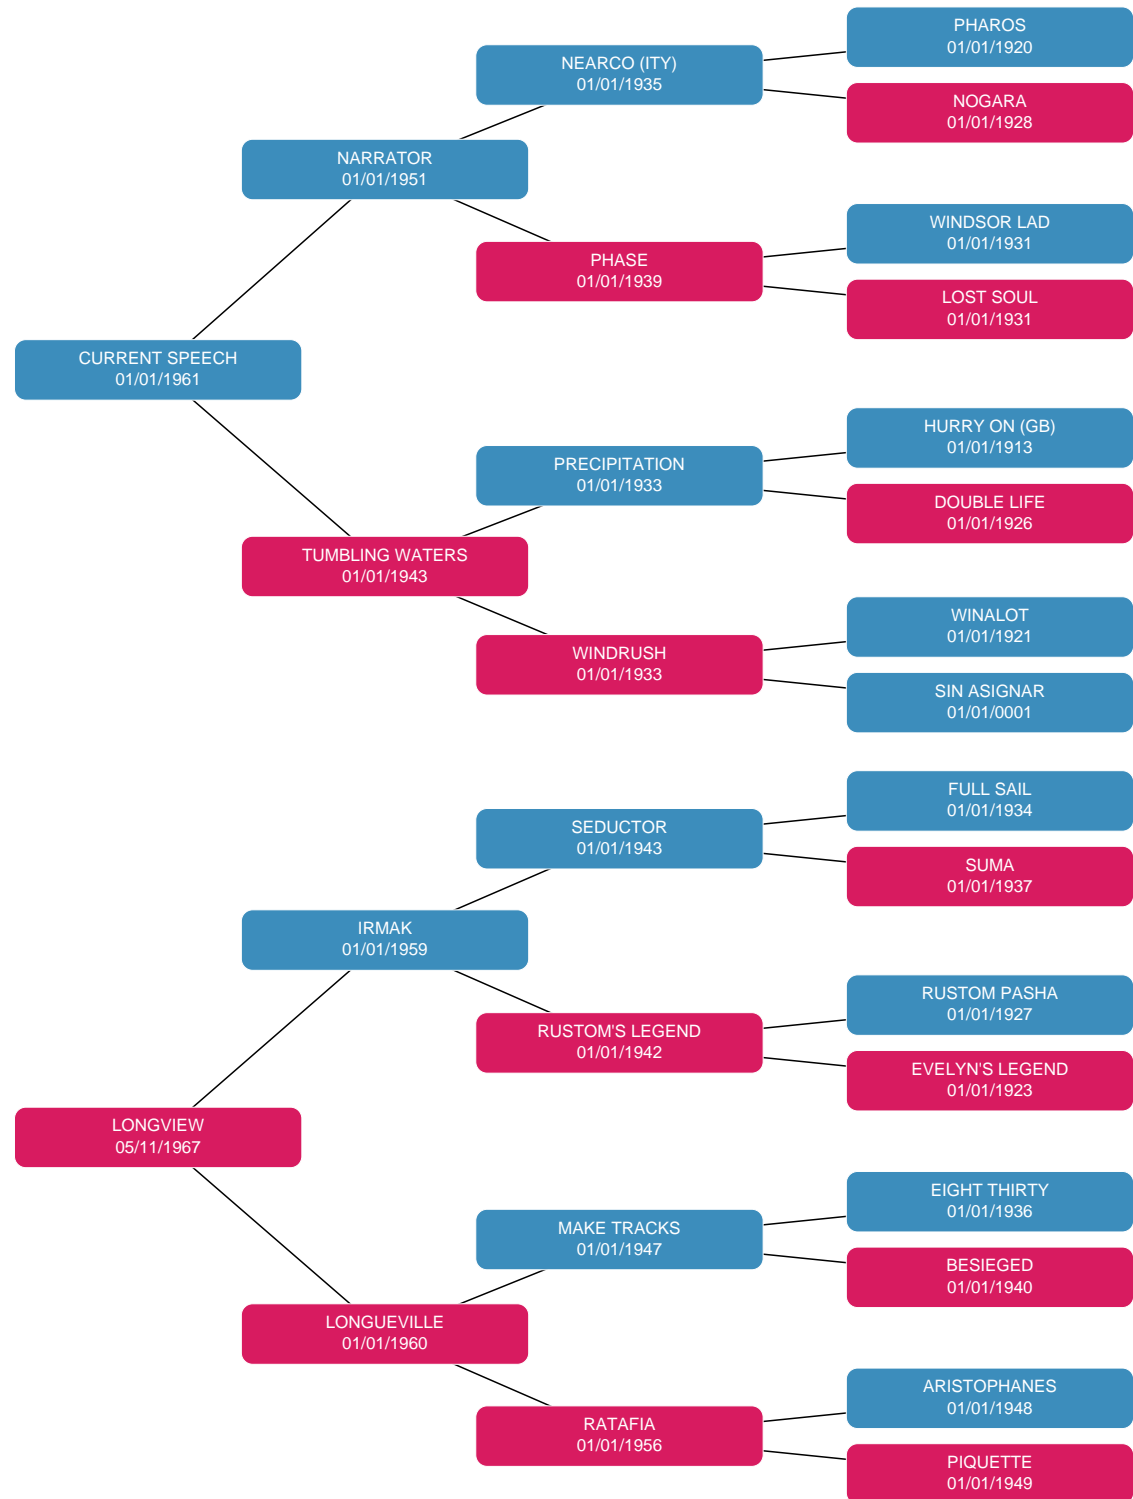 PHAROS
01/01/1920
NEARCO (ITY)
01/01/1935
NOGARA
01/01/1928
NARRATOR
01/01/1951
WINDSOR LAD
01/01/1931
PHASE
01/01/1939
LOST SOUL
01/01/1931
CURRENT SPEECH
01/01/1961
HURRY ON (GB)
01/01/1913
PRECIPITATION
01/01/1933
DOUBLE LIFE
01/01/1926
TUMBLING WATERS
01/01/1943
WINALOT
01/01/1921
WINDRUSH
01/01/1933
SIN ASIGNAR
01/01/0001
FULL SAIL
01/01/1934
SEDUCTOR
01/01/1943
SUMA
01/01/1937
IRMAK
01/01/1959
RUSTOM PASHA
01/01/1927
RUSTOM'S LEGEND
01/01/1942
EVELYN'S LEGEND
01/01/1923
LONGVIEW
05/11/1967
EIGHT THIRTY
01/01/1936
MAKE TRACKS
01/01/1947
BESIEGED
01/01/1940
LONGUEVILLE
01/01/1960
ARISTOPHANES
01/01/1948
RATAFIA
01/01/1956
PIQUETTE
01/01/1949